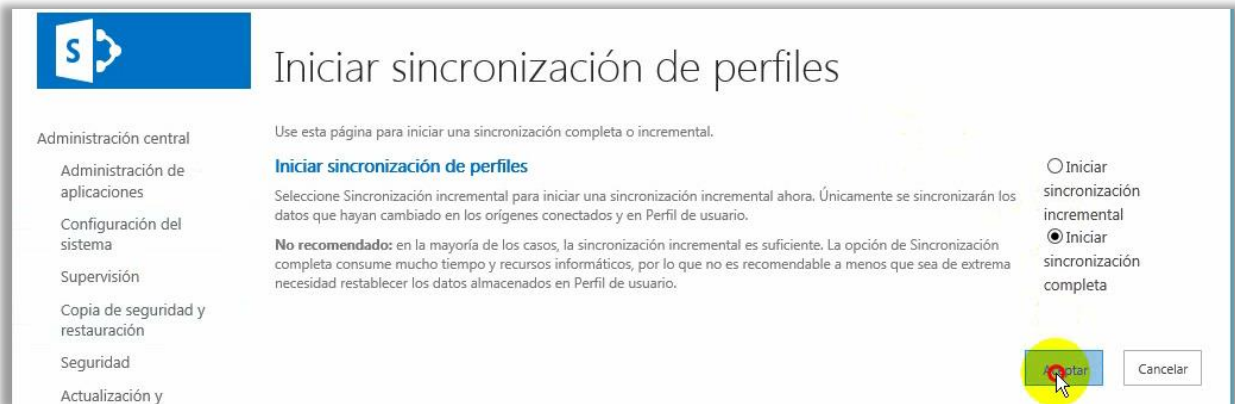 S
Iniciar sincronización de perfiles
Administración central
Administración de
aplicaciones
Configuración del
sistema
Supervisión
Copia de seguridad y
restauración
Seguridad
Actualización y
Use esta página para iniciar una sincronización completa o incremental.
Iniciar sincronización de perfiles
Seleccione Sincronización incremental para iniciar una sincronización incremental ahora. Únicamente se sincronizarán los
datos que hayan cambiado en los orígenes conectados y en Perfil de usuario.
No recomendado: en la mayoría de los casos, la sincronización incremental es suficiente. La opción de Sincronización
completa consume mucho tiempo y recursos informáticos, por lo que no es recomendable a menos que sea de extrema
necesidad restablecer los datos almacenados en Perfil de usuario.
Iniciar
sincronización
incremental
Iniciar
sincronización
completa
Aceptar
Cancelar